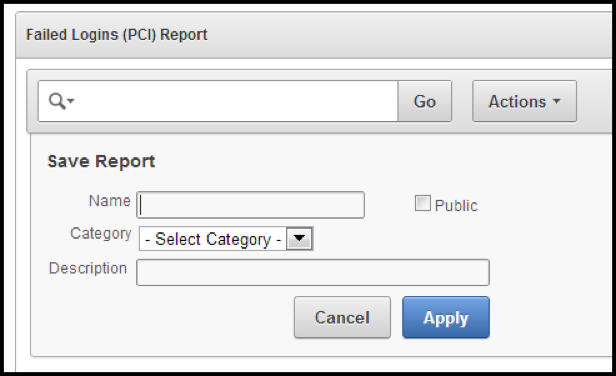 Failed Logins (PCI) Report
Go
Actions
Save Report
Name
Public
Category
- Select Category -
Description
Cancel
Apply